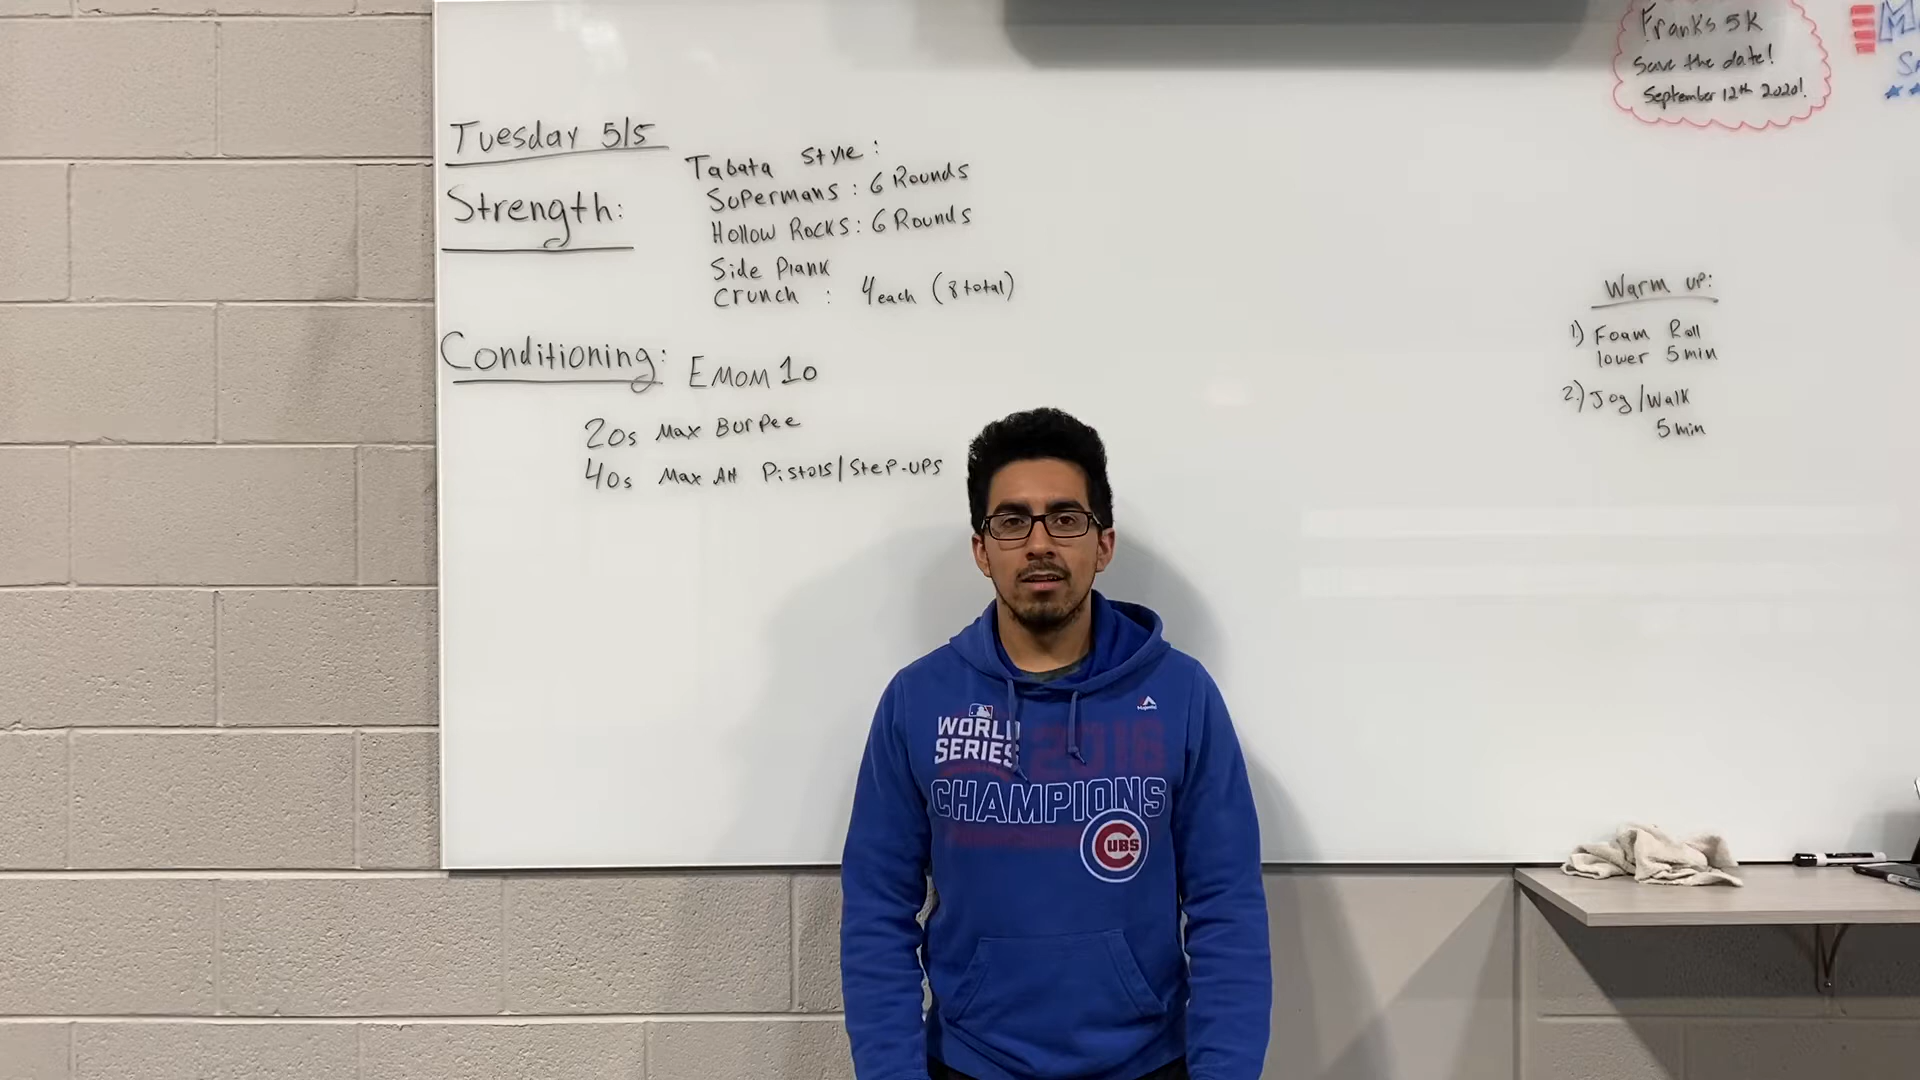 Tuesday 5/5
Strength:
Tabata Style:
Supermans: 6 Rounds
Hollow Rocks: 6 Rounds
Side Plank
Crunch : 4 each (8 total)
Conditioning: EMOM 10
20s Max Burpee
40s Max Alt Pistols/Step-ups
Frank's 5K
Save the date!
September 12th 2020!
Warm up:
1.) Foam Roll
lower 5 min
2.) Jog/Walk
5 min
Majestic
WORLD
SERIES
2016
CHAMPIONS
CUBS